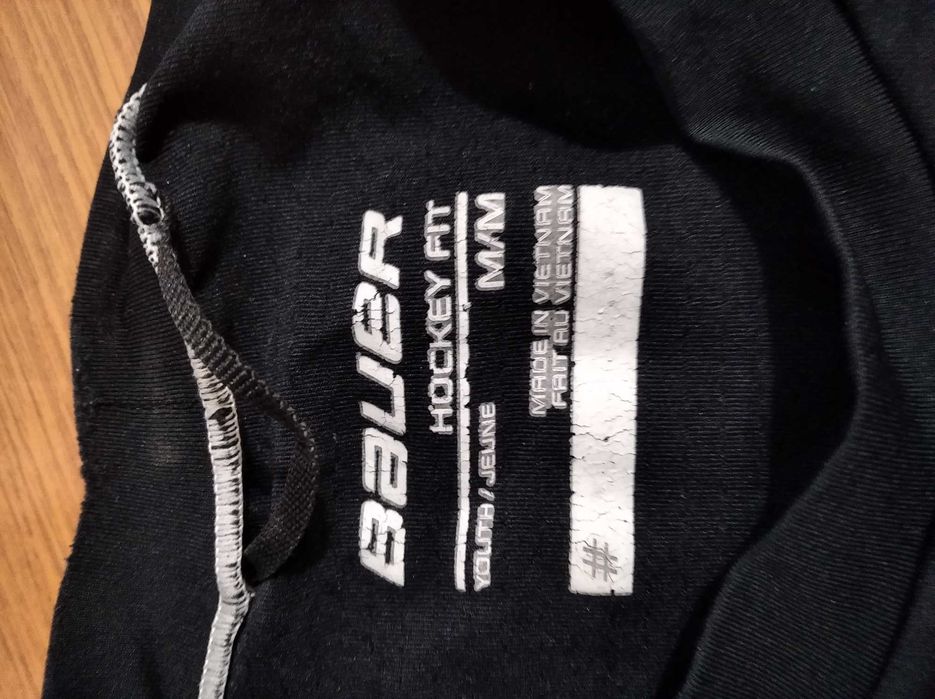 BAUER
HOCKEY FIT
YOUTH / JEUNE M/M
MADE IN VIETNAM
FAIT AU VIETNAM
#